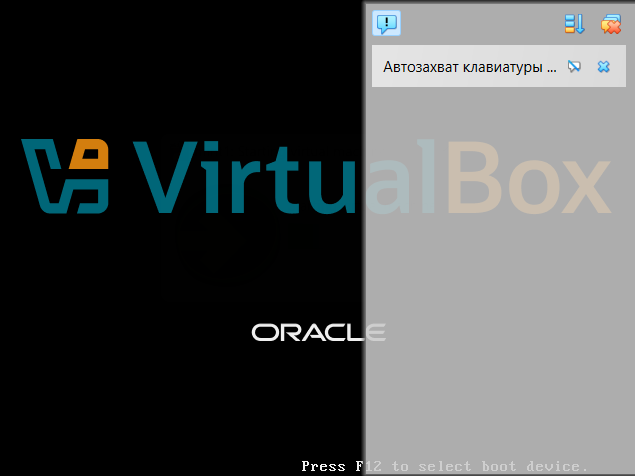 Автозахват клавиатуры ...
VirtualBox
ORACLE
Press F12 to select boot device.